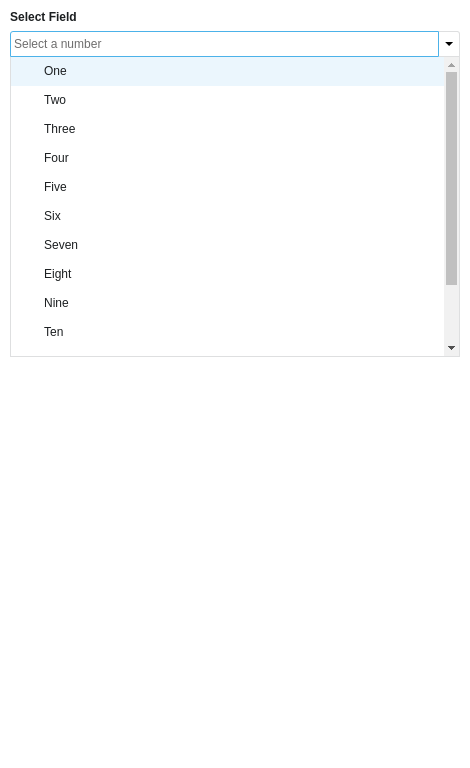 Select Field
Select a number
One
Two
Three
Four
Five
Six
Seven
Eight
Nine
Ten